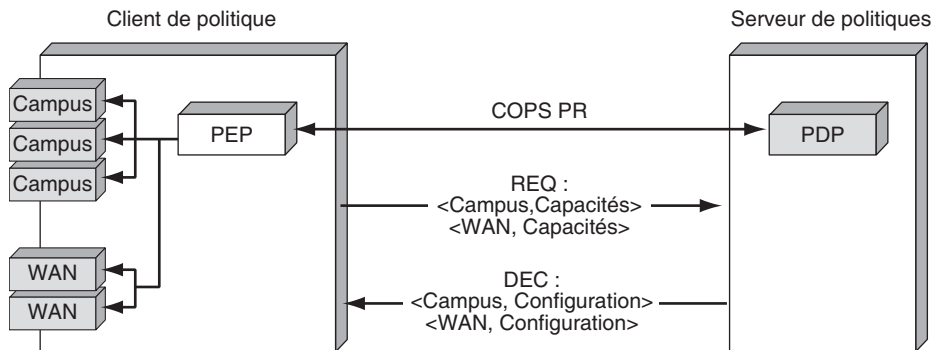 Client de politique
Serveur de politiques
Campus
Campus
Campus
PEP
COPS PR
PDP
REQ :
<Campus,Capacités>
<WAN, Capacités>
WAN
WAN
DEC :
<Campus, Configuration>
<WAN, Configuration>